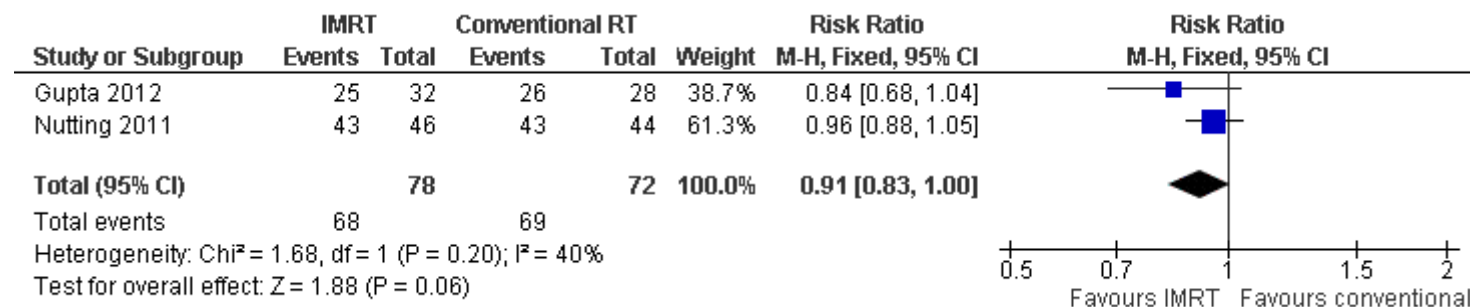 IMRT Conventional RT Risk Ratio Risk Ratio
Study or Subgroup Events Total Events Total Weight M-H, Fixed, 95% CI M-H, Fixed, 95% CI
Gupta 2012 25 32 26 28 38.7% 0.84 [0.68, 1.04]
Nutting 2011 43 46 43 44 61.3% 0.96 [0.88, 1.05]
Total (95% CI) 78 72 100.0% 0.91 [0.83, 1.00]
Total events 68 69
Heterogeneity: Chi² = 1.68, df = 1 (P = 0.20); I² = 40%
Test for overall effect: Z = 1.88 (P = 0.06)
0.5 0.7 1 1.5 2
Favours IMRT Favours conventional